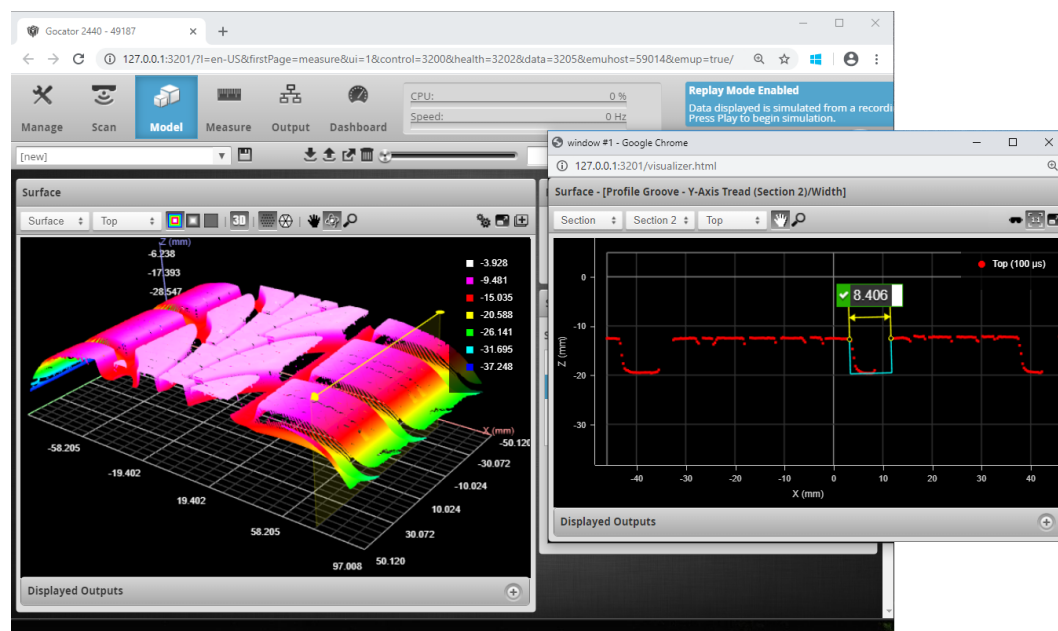 Gocator 2440 - 49187
127.0.0.1:3201/?l=en-US&firstPage=measure&ui=1&control=3200&health=3202&data=3205&emuhost=59014&emup=true/
Manage
Scan
Model
Measure
Output
Dashboard
CPU:
0 %
Speed:
0 Hz
Replay Mode Enabled
Data displayed is simulated from a recordi
Press Play to begin simulation.
[new]
Surface
Surface
Top
3D
Z (mm)
-6.238
-17.393
-28.547
-3.928
-9.481
-15.035
-20.588
-26.141
-31.695
-37.248
X (mm)
-50.120
-30.072
-10.024
10.024
30.072
50.120
-58.205
-19.402
19.402
58.205
97.008
Displayed Outputs
window #1 - Google Chrome
127.0.0.1:3201/visualizer.html
Surface - [Profile Groove - Y-Axis Tread (Section 2)/Width]
Section
Section 2
Top
1:1
Top (100 µs)
8.406
0
-10
-20
-30
Z (mm)
-40
-30
-20
-10
0
10
20
30
40
X (mm)
Displayed Outputs